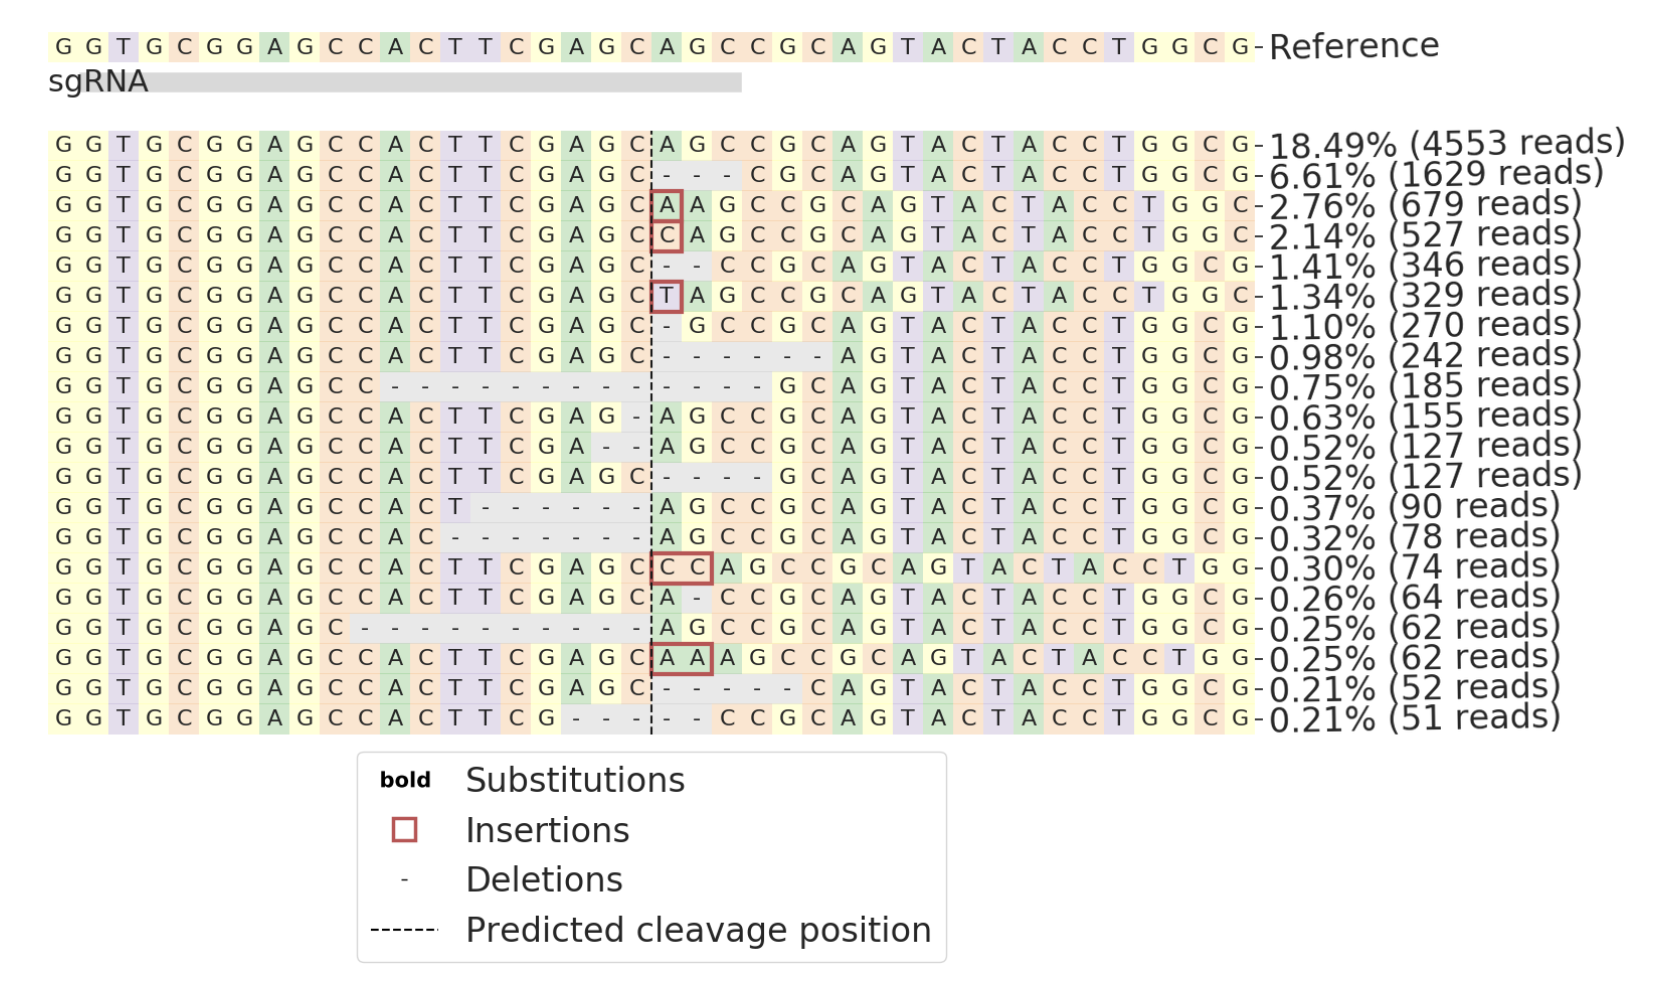 G G T G C G G A G C C A C T T C G A G C A G C C G C A G T A C T A C C T G G C G - Reference
sgRNA
G G T G C G G A G C C A C T T C G A G C A G C C G C A G T A C T A C C T G G C G - 18.49% (4553 reads)
G G T G C G G A G C C A C T T C G A G C - - - C G C A G T A C T A C C T G G C G - 6.61% (1629 reads)
G G T G C G G A G C C A C T T C G A G C A A G C C G C A G T A C T A C C T G G C - 2.76% (679 reads)
G G T G C G G A G C C A C T T C G A G C C A G C C G C A G T A C T A C C T G G C - 2.14% (527 reads)
G G T G C G G A G C C A C T T C G A G C - - C C G C A G T A C T A C C T G G C G - 1.41% (346 reads)
G G T G C G G A G C C A C T T C G A G C T A G C C G C A G T A C T A C C T G G C - 1.34% (329 reads)
G G T G C G G A G C C A C T T C G A G C - G C C G C A G T A C T A C C T G G C G - 1.10% (270 reads)
G G T G C G G A G C C A C T T C G A G C - - - - - - A G T A C T A C C T G G C G - 0.98% (242 reads)
G G T G C G G A G C C - - - - - - - - - - - - - G C A G T A C T A C C T G G C G - 0.75% (185 reads)
G G T G C G G A G C C A C T T C G A G - A G C C G C A G T A C T A C C T G G C G - 0.63% (155 reads)
G G T G C G G A G C C A C T T C G A - - A G C C G C A G T A C T A C C T G G C G - 0.52% (127 reads)
G G T G C G G A G C C A C T T C G A G C - - - - G C A G T A C T A C C T G G C G - 0.52% (127 reads)
G G T G C G G A G C C A C T - - - - - - A G C C G C A G T A C T A C C T G G C G - 0.37% (90 reads)
G G T G C G G A G C C A C - - - - - - - A G C C G C A G T A C T A C C T G G C G - 0.32% (78 reads)
G G T G C G G A G C C A C T T C G A G C C C A G C C G C A G T A C T A C C T G G - 0.30% (74 reads)
G G T G C G G A G C C A C T T C G A G C A - C C G C A G T A C T A C C T G G C G - 0.26% (64 reads)
G G T G C G G A G C - - - - - - - - - - A G C C G C A G T A C T A C C T G G C G - 0.25% (62 reads)
G G T G C G G A G C C A C T T C G A G C A A A G C C G C A G T A C T A C C T G G - 0.25% (62 reads)
G G T G C G G A G C C A C T T C G A G C - - - - - C A G T A C T A C C T G G C G - 0.21% (52 reads)
G G T G C G G A G C C A C T T C G - - - - - C C G C A G T A C T A C C T G G C G - 0.21% (51 reads)
bold Substitutions
Insertions
- Deletions
Predicted cleavage position